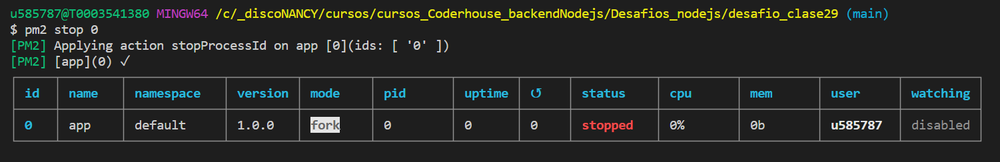 u585787@T0003541380 MINGW64 /c/_discoNANCY/cursos/cursos_Coderhouse_backendNodejs/Desafios_nodejs/desafio_clase29 (main)
$ pm2 stop 0
[PM2] Applying action stopProcessId on app [0](ids: [ '0' ])
[PM2] [app](0) ✓
id name namespace version mode pid uptime ↺ status cpu mem user watching
0 app default 1.0.0 fork 0 0 0 stopped 0% 0b u585787 disabled